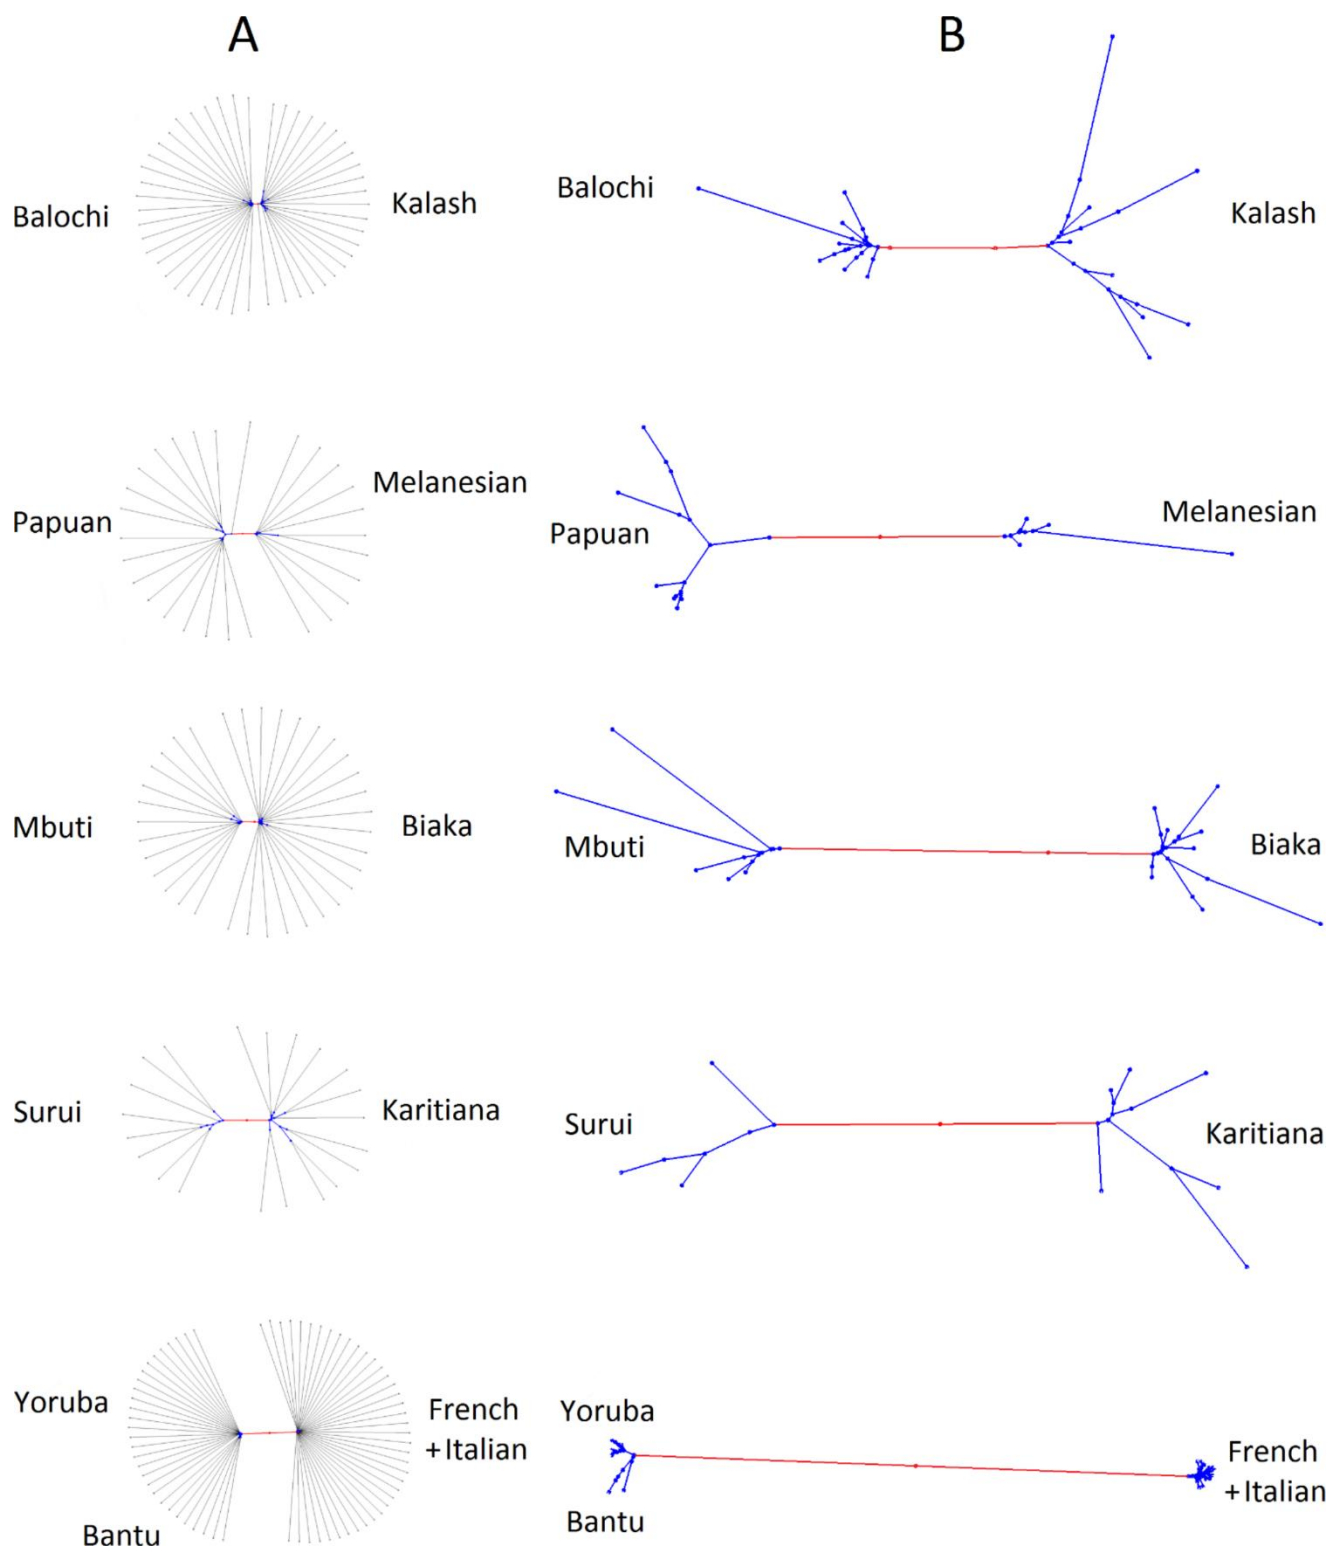 A
B
Balochi
Kalash
Balochi
Kalash
Papuan
Melanesian
Papuan
Melanesian
Mbuti
Biaka
Mbuti
Biaka
Surui
Karitiana
Surui
Karitiana
Yoruba
French
+Italian
Bantu
Yoruba
French
+Italian
Bantu